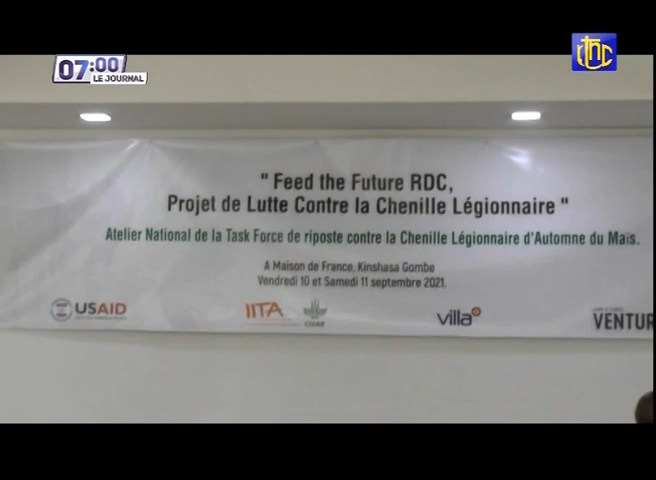 07:00
LE JOURNAL
" Feed the Future RDC,
Projet de Lutte Contre la Chenille Légionnaire "
Atelier National de la Task Force de riposte contre la Chenille Légionnaire d'Automne du Maïs.
A Maison de France, Kinshasa Gombe
Vendredi 10 et Samedi 11 septembre 2021.
USAID
IITA
CGIAR
villa
VENTUR